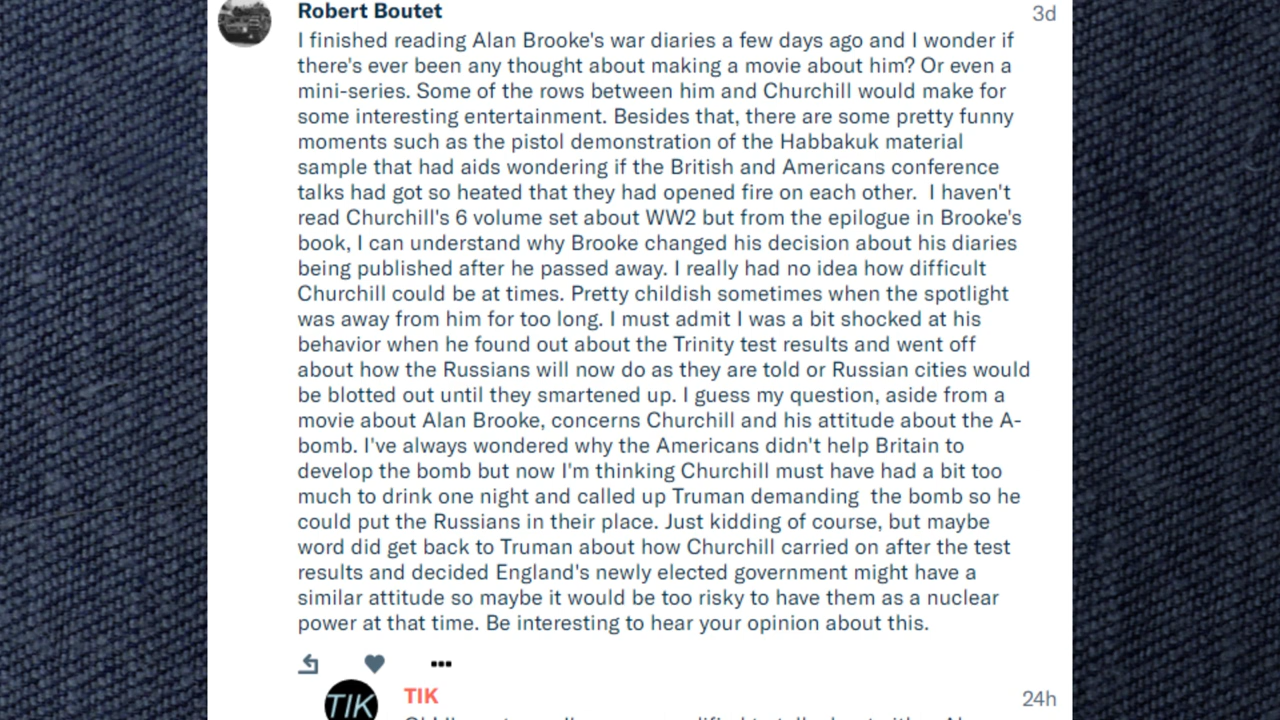 Robert Boutet
3d
I finished reading Alan Brooke's war diaries a few days ago and I wonder if
there's ever been any thought about making a movie about him? Or even a
mini-series. Some of the rows between him and Churchill would make for
some interesting entertainment. Besides that, there are some pretty funny
moments such as the pistol demonstration of the Habbakuk material
sample that had aids wondering if the British and Americans conference
talks had got so heated that they had opened fire on each other.  I haven't
read Churchill's 6 volume set about WW2 but from the epilogue in Brooke's
book, I can understand why Brooke changed his decision about his diaries
being published after he passed away. I really had no idea how difficult
Churchill could be at times. Pretty childish sometimes when the spotlight
was away from him for too long. I must admit I was a bit shocked at his
behavior when he found out about the Trinity test results and went off
about how the Russians will now do as they are told or Russian cities would
be blotted out until they smartened up. I guess my question, aside from a
movie about Alan Brooke, concerns Churchill and his attitude about the A-
bomb. I've always wondered why the Americans didn't help Britain to
develop the bomb but now I'm thinking Churchill must have had a bit too
much to drink one night and called up Truman demanding  the bomb so he
could put the Russians in their place. Just kidding of course, but maybe
word did get back to Truman about how Churchill carried on after the test
results and decided England's newly elected government might have a
similar attitude so maybe it would be too risky to have them as a nuclear
power at that time. Be interesting to hear your opinion about this.
TIK
TIK
24h